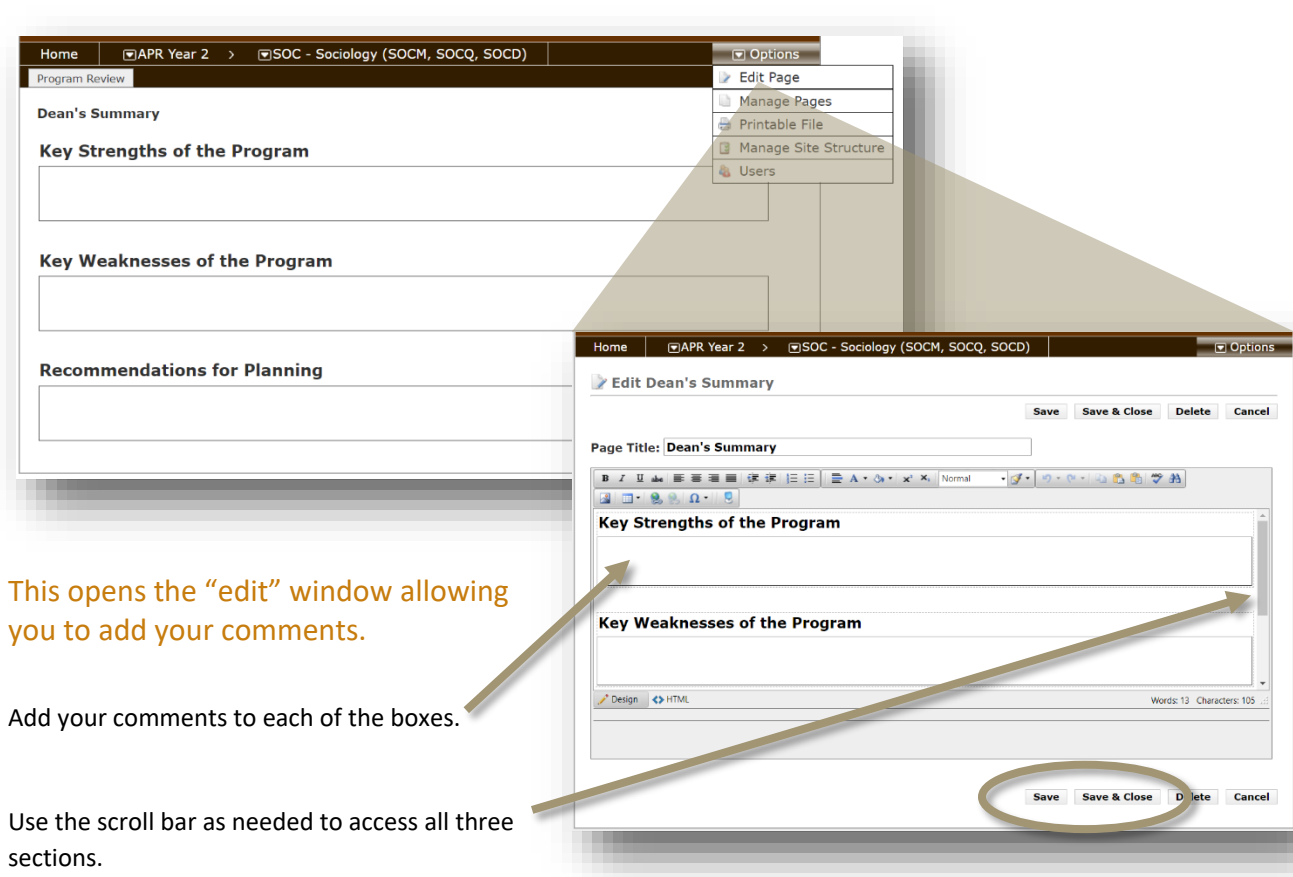 Home APR Year 2 > SOC - Sociology (SOCM, SOCQ, SOCD) Options
Program Review
Edit Page
Manage Pages
Printable File
Manage Site Structure
Users
Dean's Summary
Key Strengths of the Program
Key Weaknesses of the Program
Recommendations for Planning
Home APR Year 2 > SOC - Sociology (SOCM, SOCQ, SOCD) Options
Edit Dean's Summary
Save Save & Close Delete Cancel
Page Title: Dean's Summary
B I U abc A Ω x² Normal
Key Strengths of the Program
Key Weaknesses of the Program
Design HTML Words: 13 Characters: 105
Save Save & Close Delete Cancel
This opens the “edit” window allowing
you to add your comments.
Add your comments to each of the boxes.
Use the scroll bar as needed to access all three
sections.